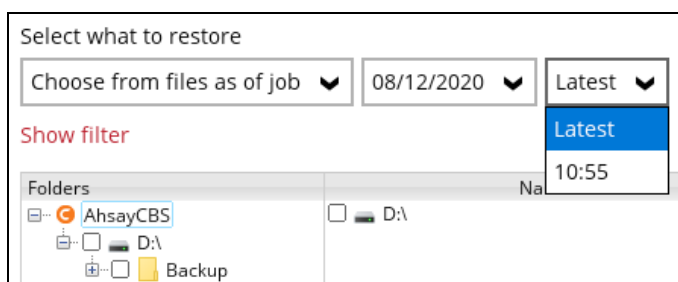 Select what to restore
Choose from files as of job 08/12/2020 Latest
Show filter
Latest
10:55
Folders
AhsayCBS D:\
D:\
Backup